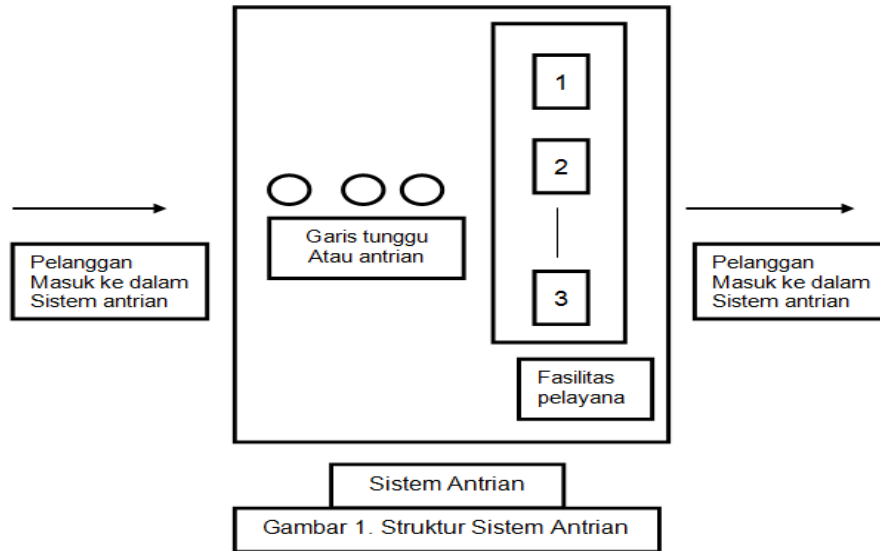 1
2
3
Garis tunggu
Atau antrian
Pelanggan
Masuk ke dalam
Sistem antrian
Pelanggan
Masuk ke dalam
Sistem antrian
Fasilitas
pelayana
Sistem Antrian
Gambar 1. Struktur Sistem Antrian